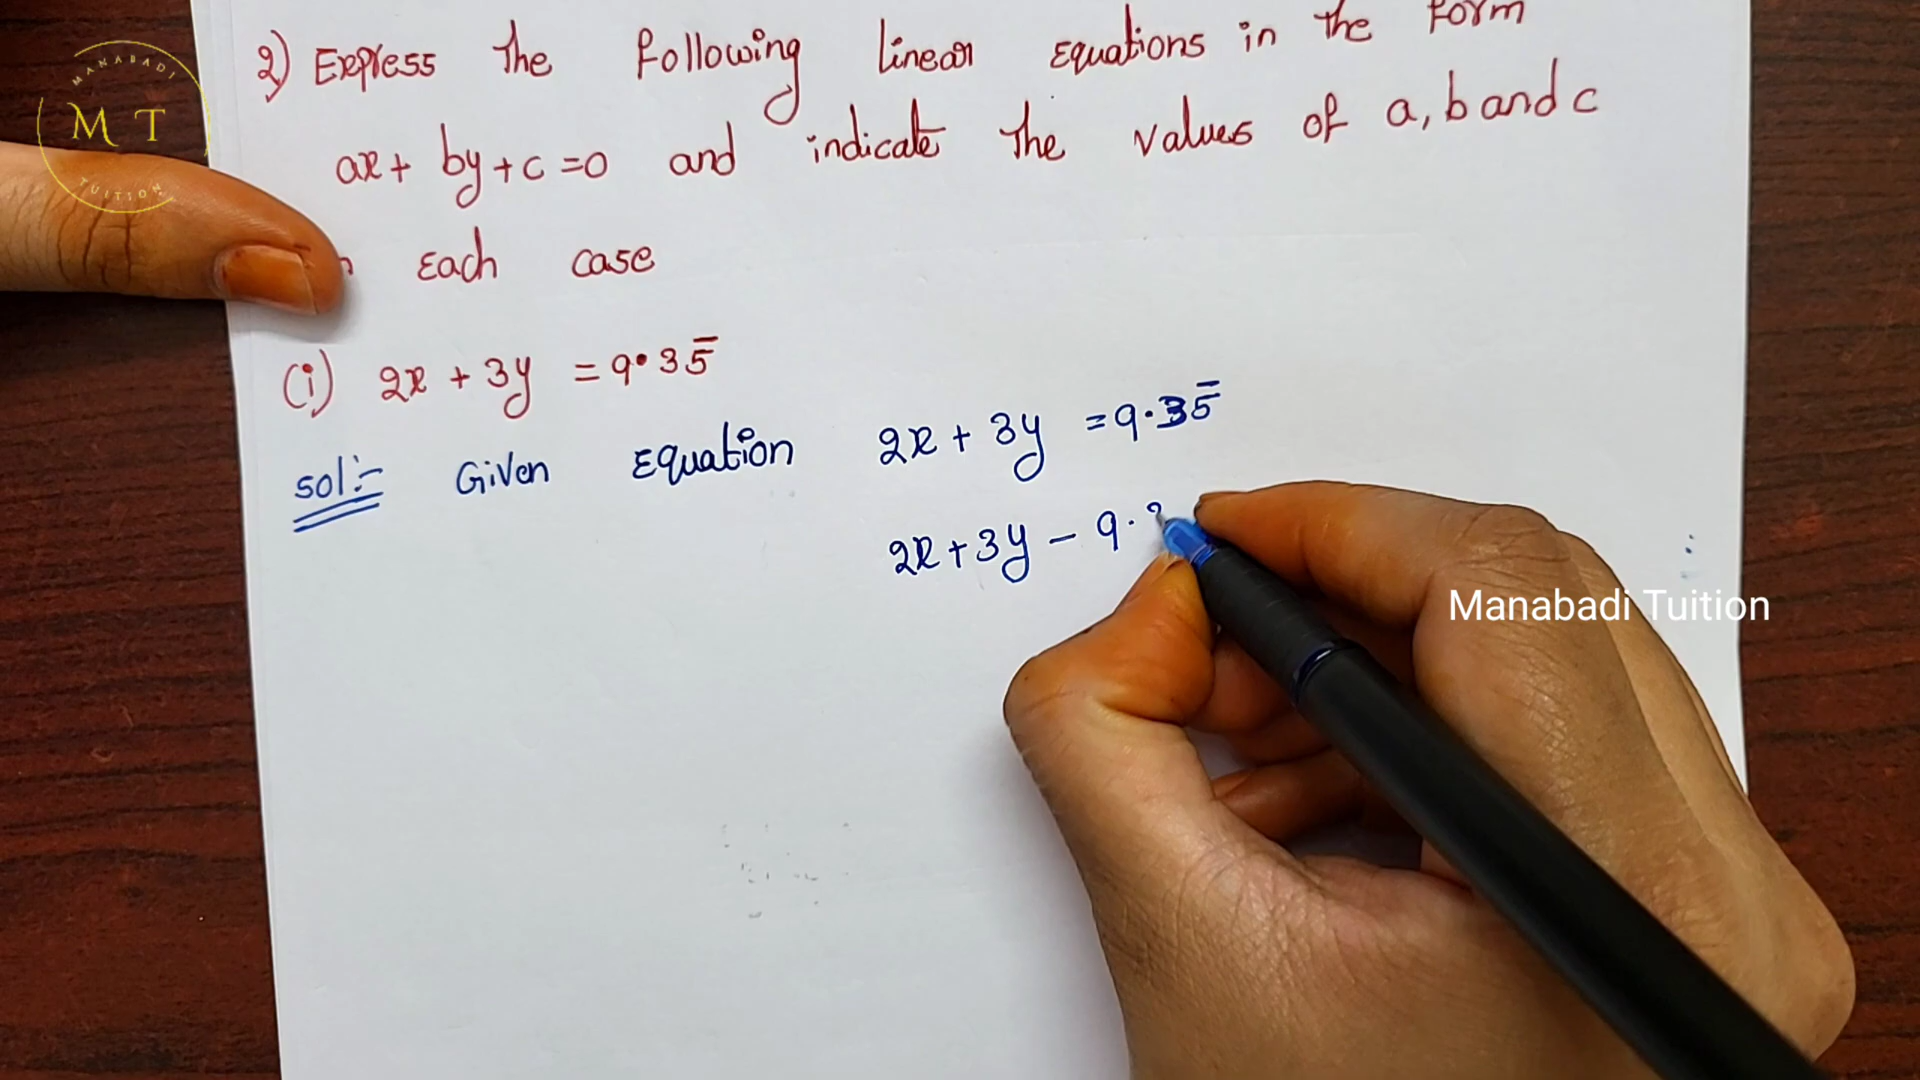 MANABADI
M T
TUITION
2) Express the following linear equations in the form
ax + by + c = 0 and indicate the values of a, b and c
Each case
(i) 2x + 3y = 9.35̅
Sol:- Given Equation 2x + 3y = 9.35̅
2x + 3y - 9.
Manabadi Tuition